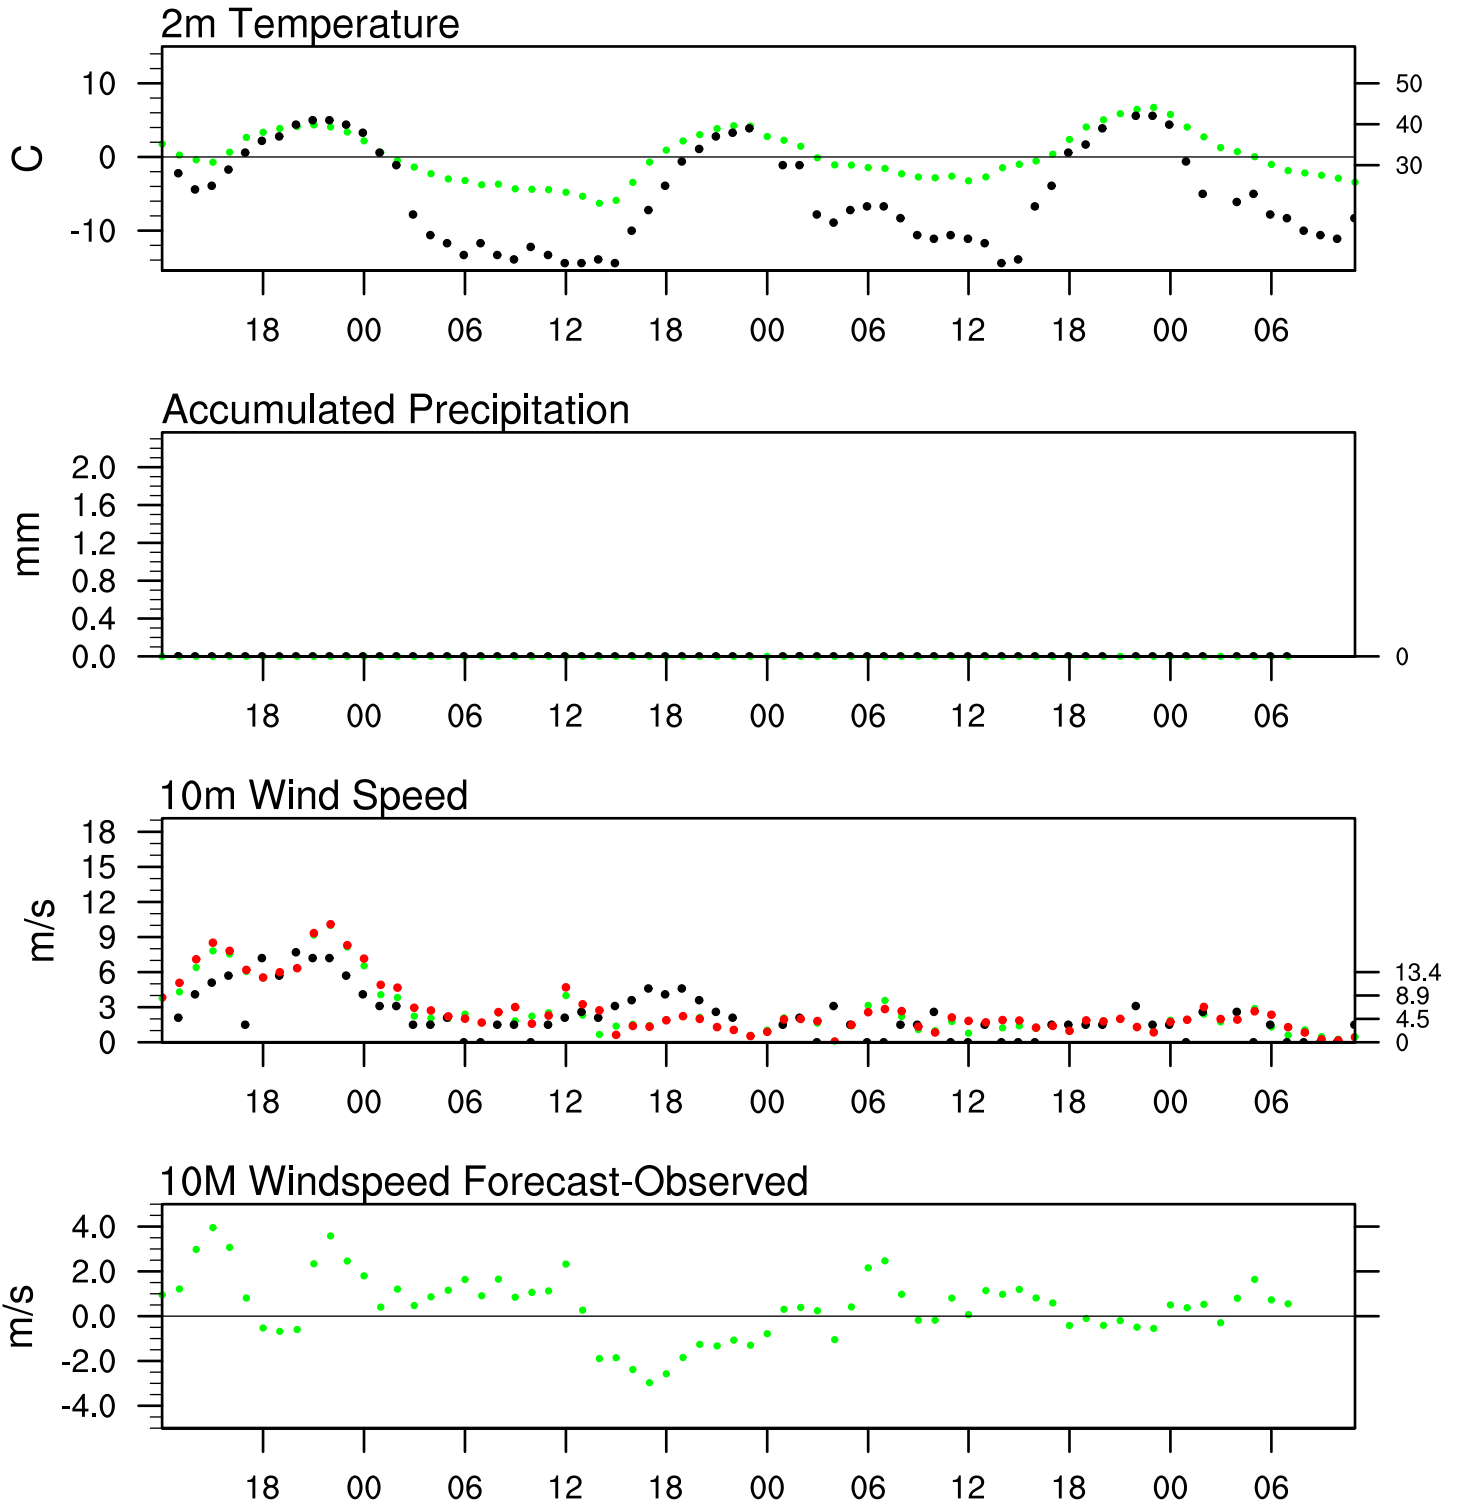 2m Temperature
10 50
40
C 0
30
-10
18 00 06 12 18 00 06 12 18 00 06
Accumulated Precipitation
2.0
1.6
1.2
mm
0.8
0.4
0.0 0
18 00 06 12 18 00 06 12 18 00 06
10m Wind Speed
18
15
12
m/s 9
6 13.4
3 8.9
4.5
0 0
18 00 06 12 18 00 06 12 18 00 06
10M Windspeed Forecast-Observed
4.0
2.0
m/s 0.0
-2.0
-4.0
18 00 06 12 18 00 06 12 18 00 06